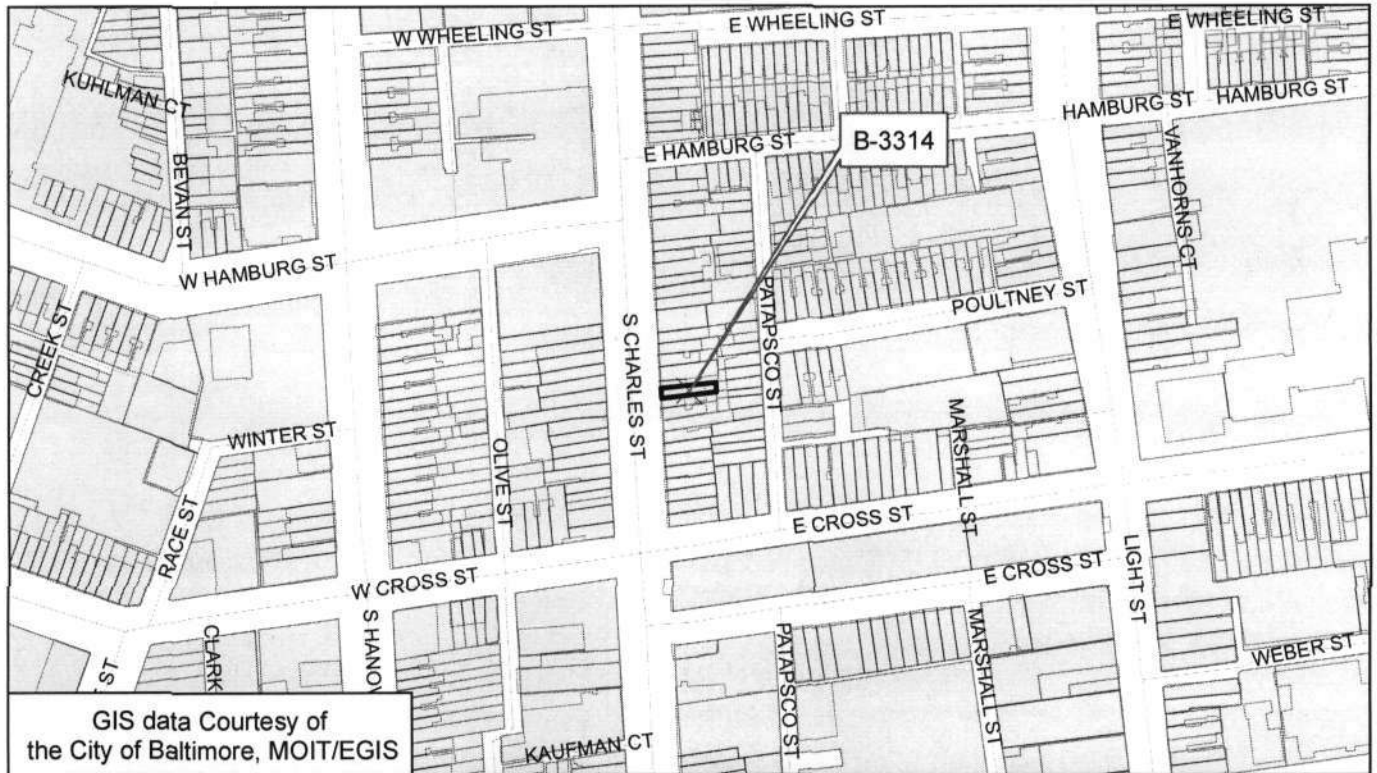 W WHEELING ST
E WHEELING ST
E WHEELING ST
KUHLMAN CT
BEVAN ST
E HAMBURG ST
HAMBURG ST
HAMBURG ST
B-3314
VANHORNS CT
W HAMBURG ST
CREEK ST
S CHARLES ST
PATAPSCO ST
POULTNEY ST
WINTER ST
OLIVE ST
MARSHALL ST
RACE ST
E CROSS ST
W CROSS ST
E CROSS ST
LIGHT ST
S HANOV
CLARK
ST
PATAPSCO ST
MARSHALL ST
WEBER ST
KAUFMAN CT
GIS data Courtesy of
the City of Baltimore, MOIT/EGIS